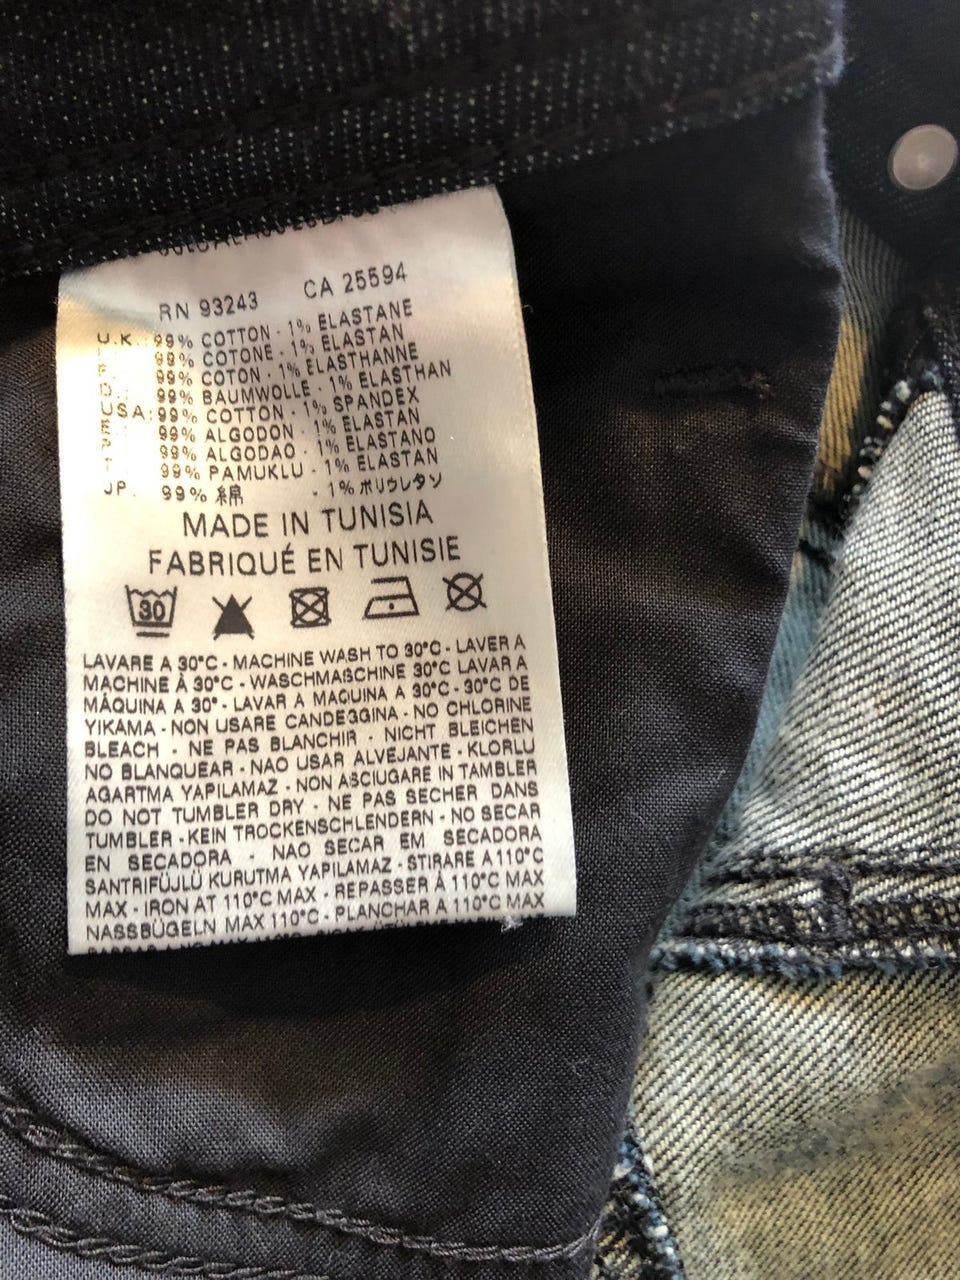 RN 93243 CA 25594
U.K. 99% COTTON - 1% ELASTANE
99% COTONE - 1% ELASTAN
99% COTON - 1% ELASTHANNE
D. 99% BAUMWOLLE - 1% ELASTHAN
USA: 99% COTTON - 1% SPANDEX
99% ALGODON - 1% ELASTAN
99% ALGODAO - 1% ELASTANO
99% PAMUKLU - 1% ELASTAN
JP. 99% 綿 - 1% ポリウレタン
MADE IN TUNISIA
FABRIQUÉ EN TUNISIE
30
LAVARE A 30°C - MACHINE WASH TO 30°C - LAVER A
MACHINE À 30°C - WASCHMASCHINE 30°C LAVAR A
MÁQUINA A 30° - LAVAR A MAQUINA A 30°C - 30°C DE
YIKAMA - NON USARE CANDEGGINA - NO CHLORINE
BLEACH - NE PAS BLANCHIR - NICHT BLEICHEN
NO BLANQUEAR - NAO USAR ALVEJANTE - KLORLU
AGARTMA YAPILAMAZ - NON ASCIUGARE IN TAMBLER
DO NOT TUMBLER DRY - NE PAS SECHER DANS
TUMBLER - KEIN TROCKENSCHLENDERN - NO SECAR
EN SECADORA - NAO SECAR EM SECADORA
SANTRIFÜJLÜ KURUTMA YAPILAMAZ - STIRARE A 110°C
MAX - IRON AT 110°C MAX - REPASSER À 110°C MAX
NASSBÜGELN MAX 110°C - PLANCHAR A 110°C MAX